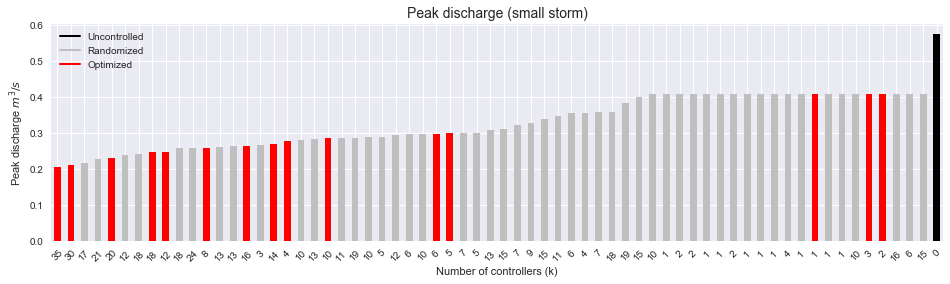 Peak discharge (small storm)
Uncontrolled
Randomized
Optimized
Peak discharge m³/s
0.6
0.5
0.4
0.3
0.2
0.1
0.0
35 30 17 21 20 12 18 18 12 18 24 8 13 13 16 3 14 4 10 13 10 11 19 10 5 12 6 10 6 5 7 5 13 15 7 9 15 11 6 4 7 18 19 15 10 1 2 2 1 1 2 1 1 1 4 1 1 1 1 10 3 2 16 6 15 0
Number of controllers (k)